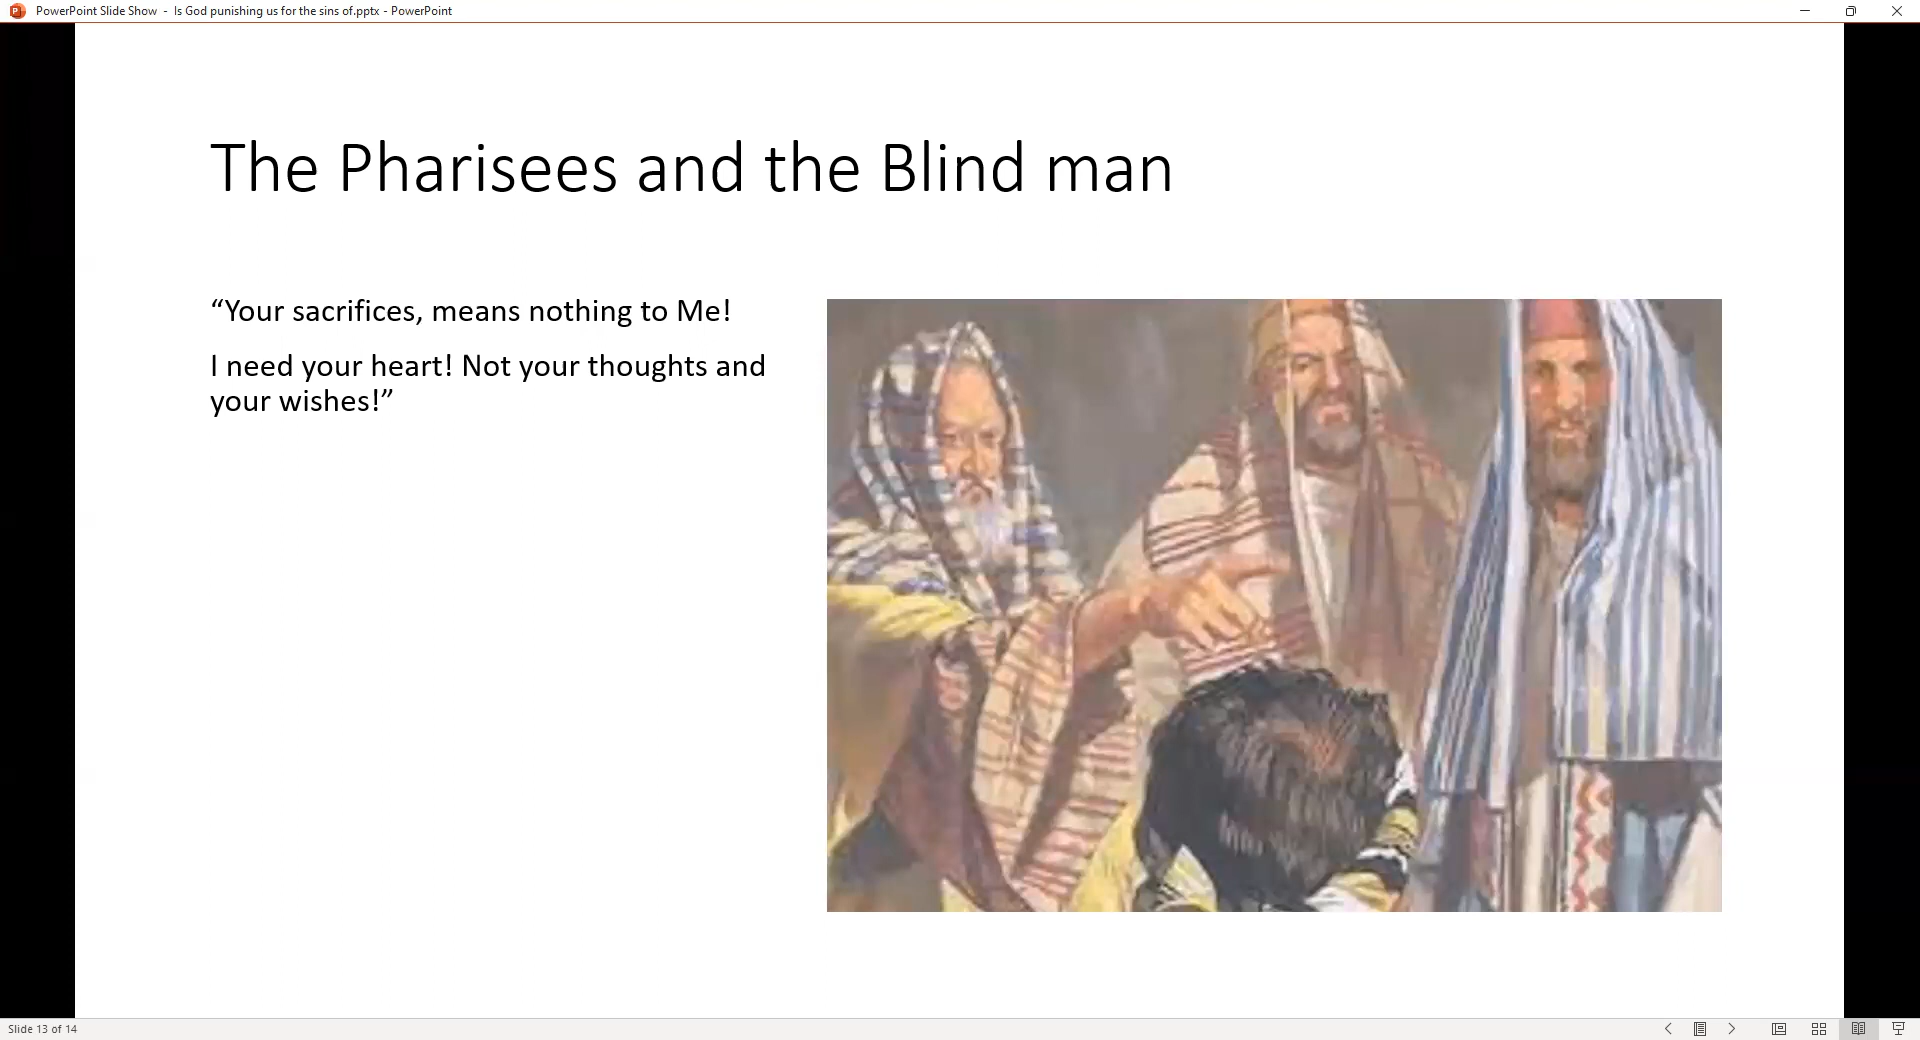 PowerPoint Slide Show - Is God punishing us for the sins of.pptx - PowerPoint
The Pharisees and the Blind man
“Your sacrifices, means nothing to Me!
I need your heart! Not your thoughts and
your wishes!”
Slide 13 of 14